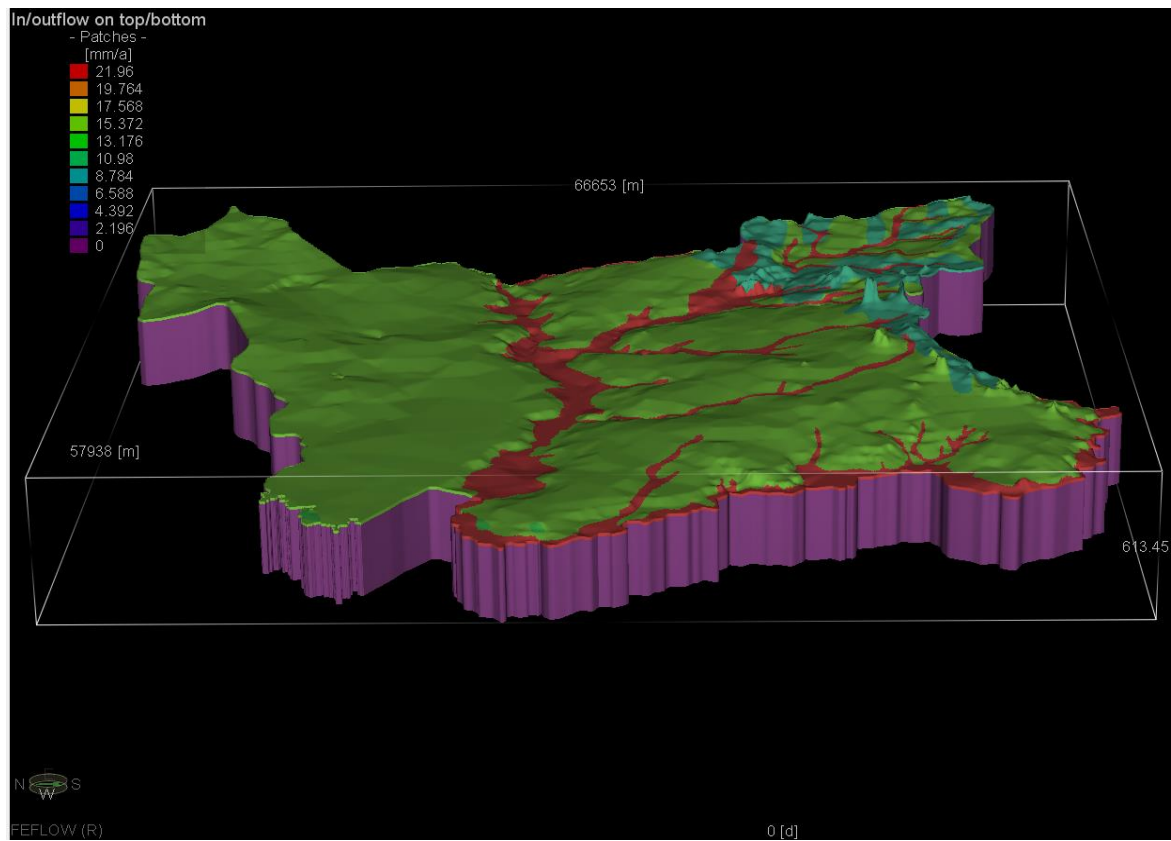 In/outflow on top/bottom
- Patches -
[mm/a]
21.96
19.764
17.568
15.372
13.176
10.98
8.784
6.588
4.392
2.196
0
66653 [m]
57938 [m]
613.45
N
S
W
FEFLOW (R)
0 [d]